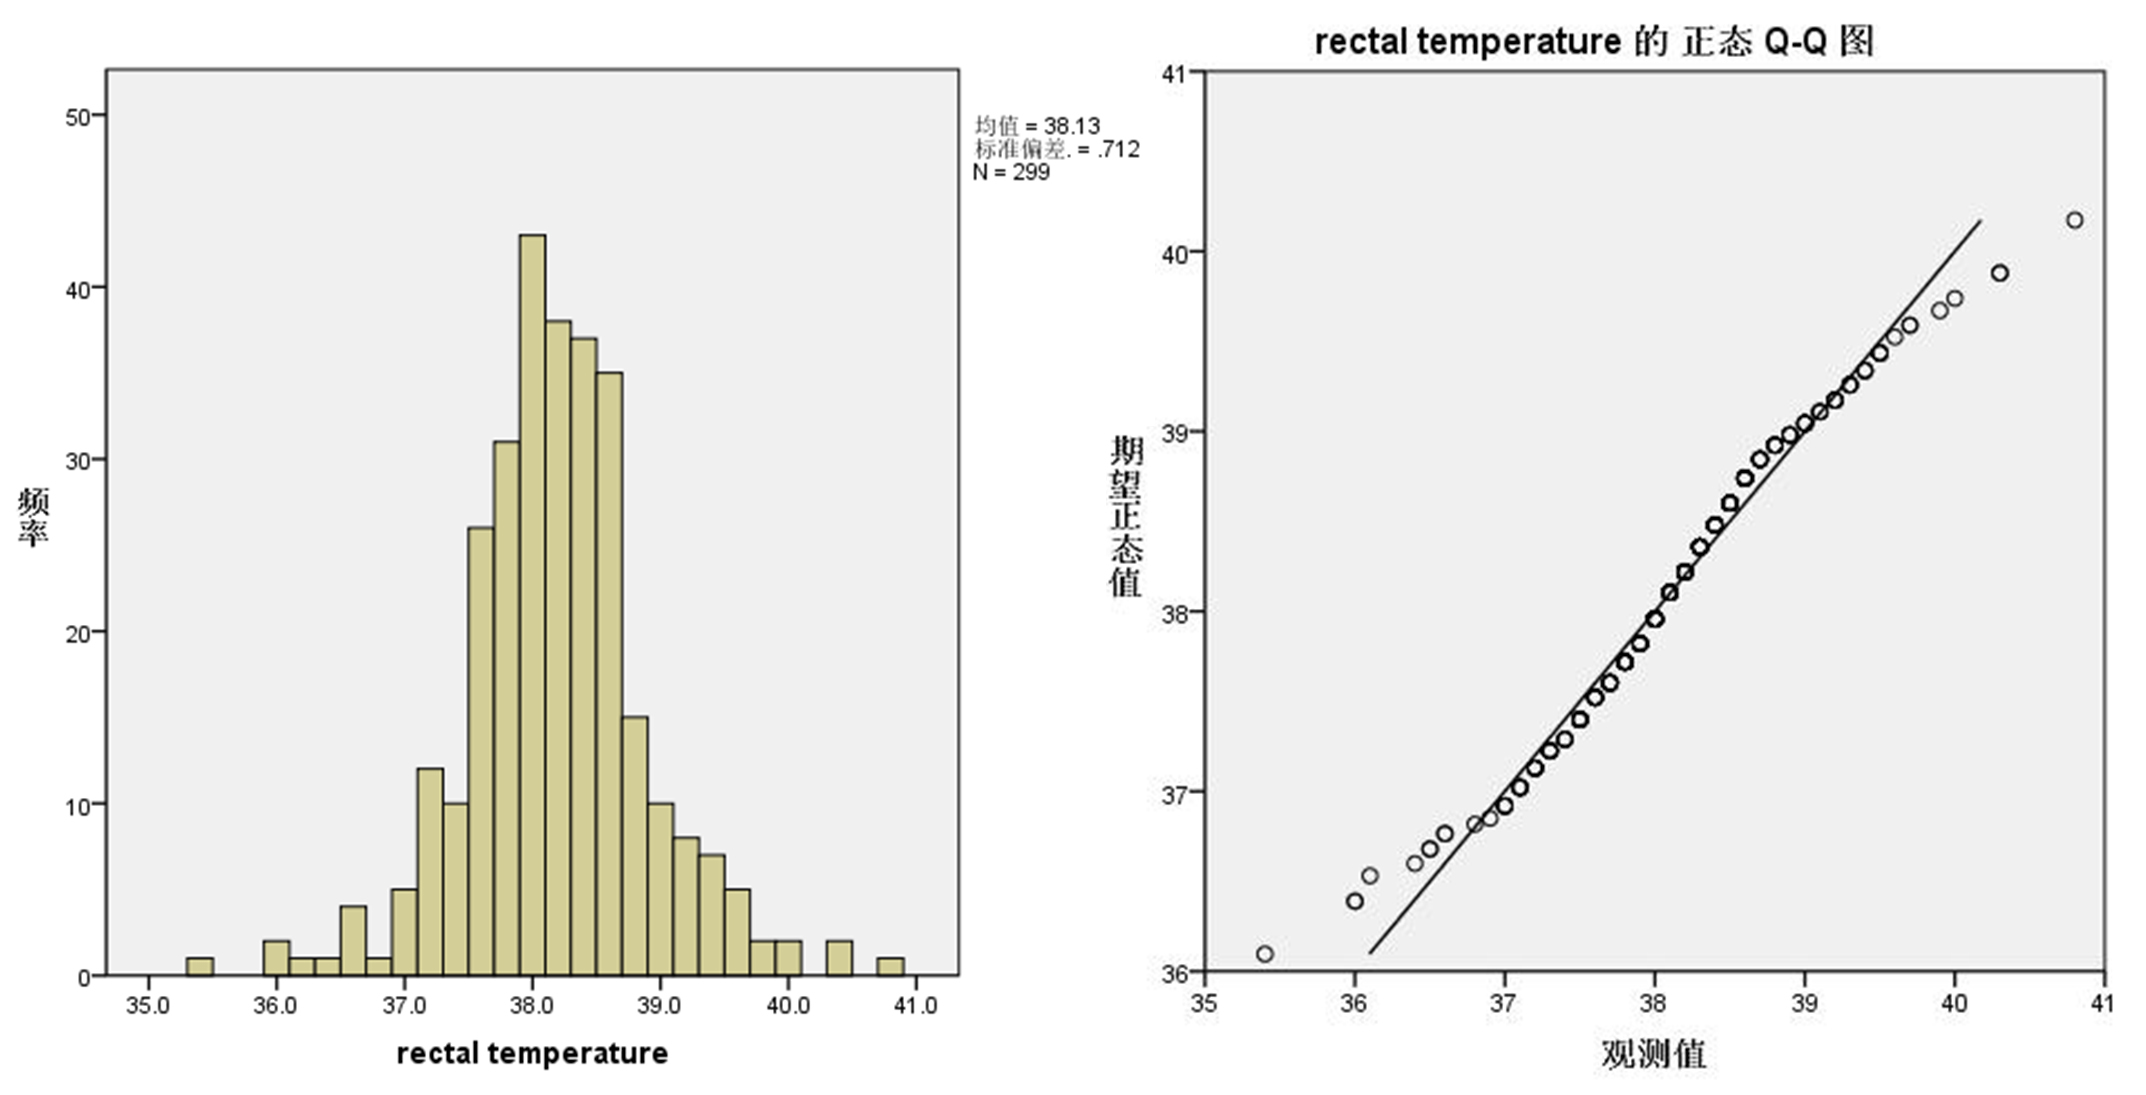 50
40
30
20
10
0
频率
35.0 36.0 37.0 38.0 39.0 40.0 41.0
rectal temperature
均值 = 38.13
标准偏差. = .712
N = 299
rectal temperature 的 正态 Q-Q 图
41
40
39
38
37
36
期望正态值
35 36 37 38 39 40 41
观测值